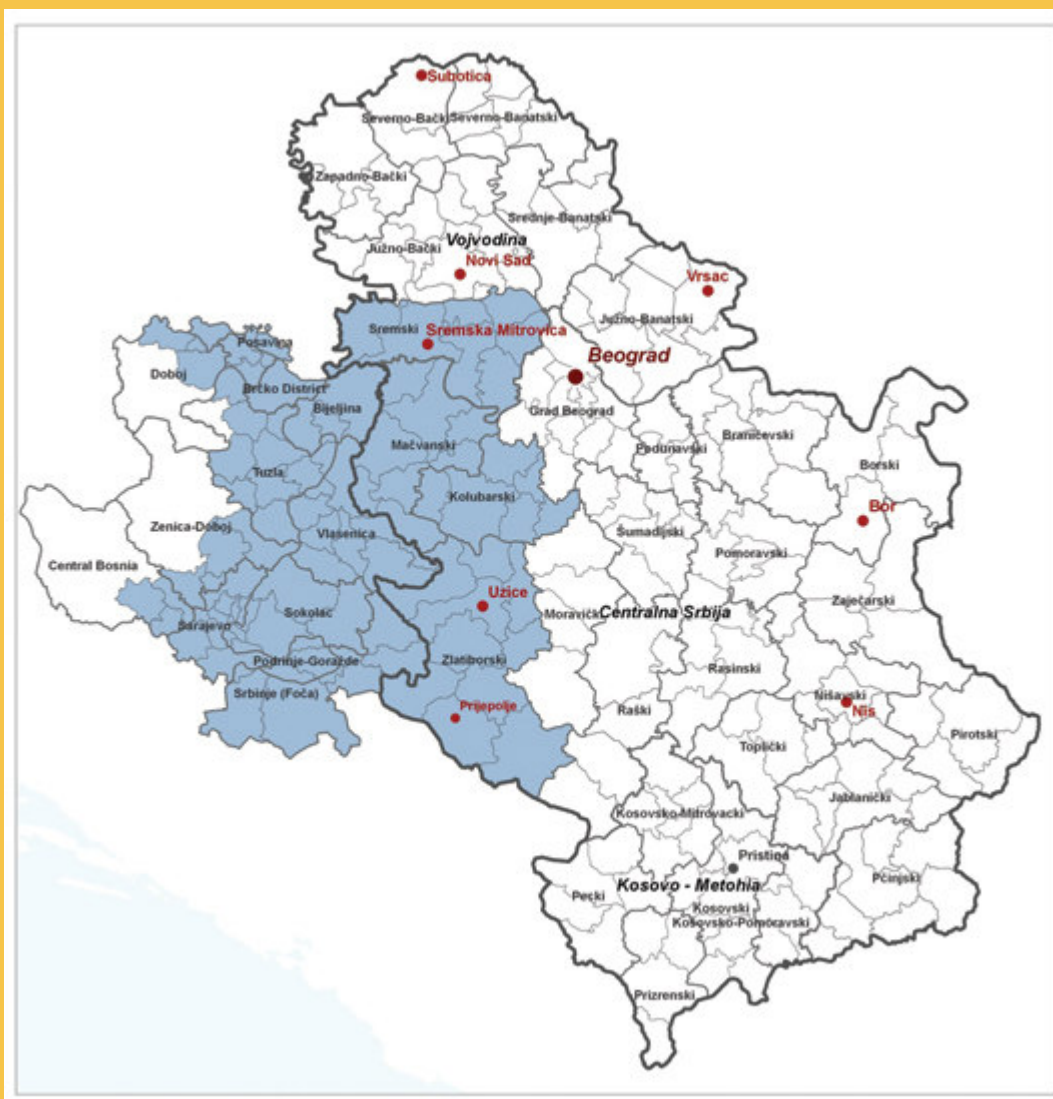 Subotica
Severno-Bački
Severno-Banatski
Zapadno-Bački
Srednje-Banatski
Južno-Bački
Vojvodina
Novi Sad
Vrsac
Južno-Banatski
Sremski
Sremska Mitrovica
Posavina
Beograd
Doboj
Brčko District
Bijeljina
Grad Beograd
Mačvanski
Podunavski
Braničevski
Borski
Tuzla
Kolubarski
Bor
Zenica-Doboj
Vlasenica
Šumadijski
Pomoravski
Central Bosnia
Užice
Zaječarski
Sokolac
Moravički
Centralna Srbija
Sarajevo
Podrinje-Goražde
Zlatiborski
Rasinski
Srbinje (Foča)
Prijepolje
Raški
Nišavski
Nis
Toplički
Pirotski
Jablanički
Kosovsko-Mitrovacki
Pristina
Kosovo - Metohia
Pčinjski
Pecki
Kosovski
Kosovsko-Pomoravski
Prizrenski